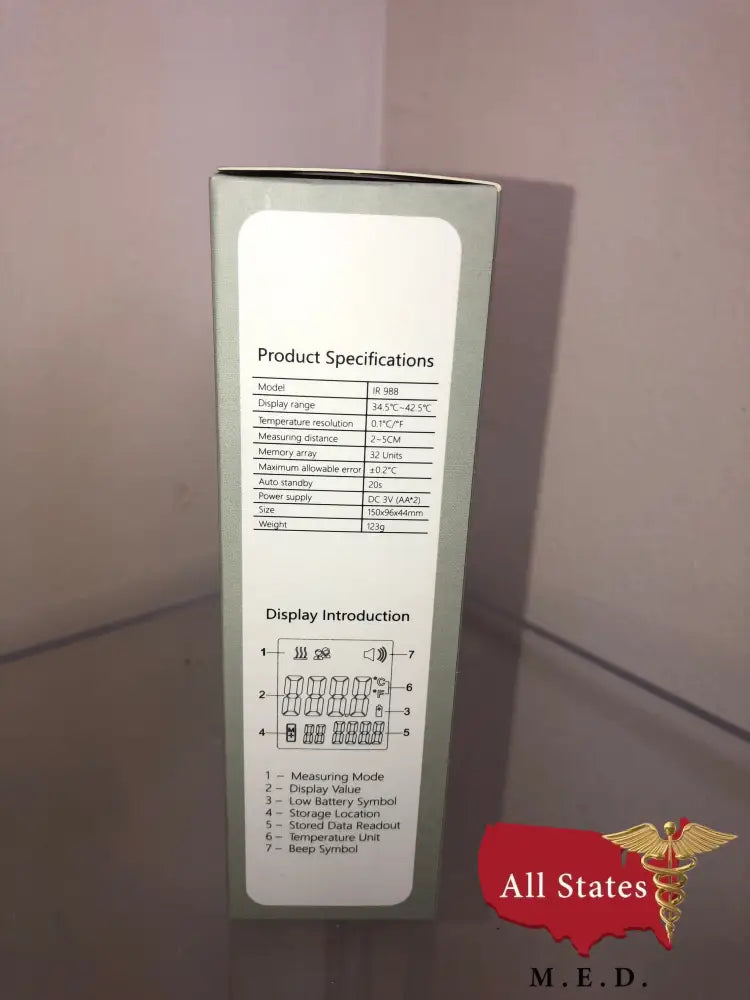 Product Specifications
Model IR 988
Display range 34.5℃~42.5℃
Temperature resolution 0.1℃/℉
Measuring distance 2~5CM
Memory array 32 Units
Maximum allowable error ±0.2℃
Auto standby 20s
Power supply DC 3V (AA*2)
Size 150x96x44mm
Weight 123g
Display Introduction
1 7
2 8888 °C °F 6
3
4 M 88 8888 5
1 – Measuring Mode
2 – Display Value
3 – Low Battery Symbol
4 – Storage Location
5 – Stored Data Readout
6 – Temperature Unit
7 – Beep Symbol
All States
M.E.D.